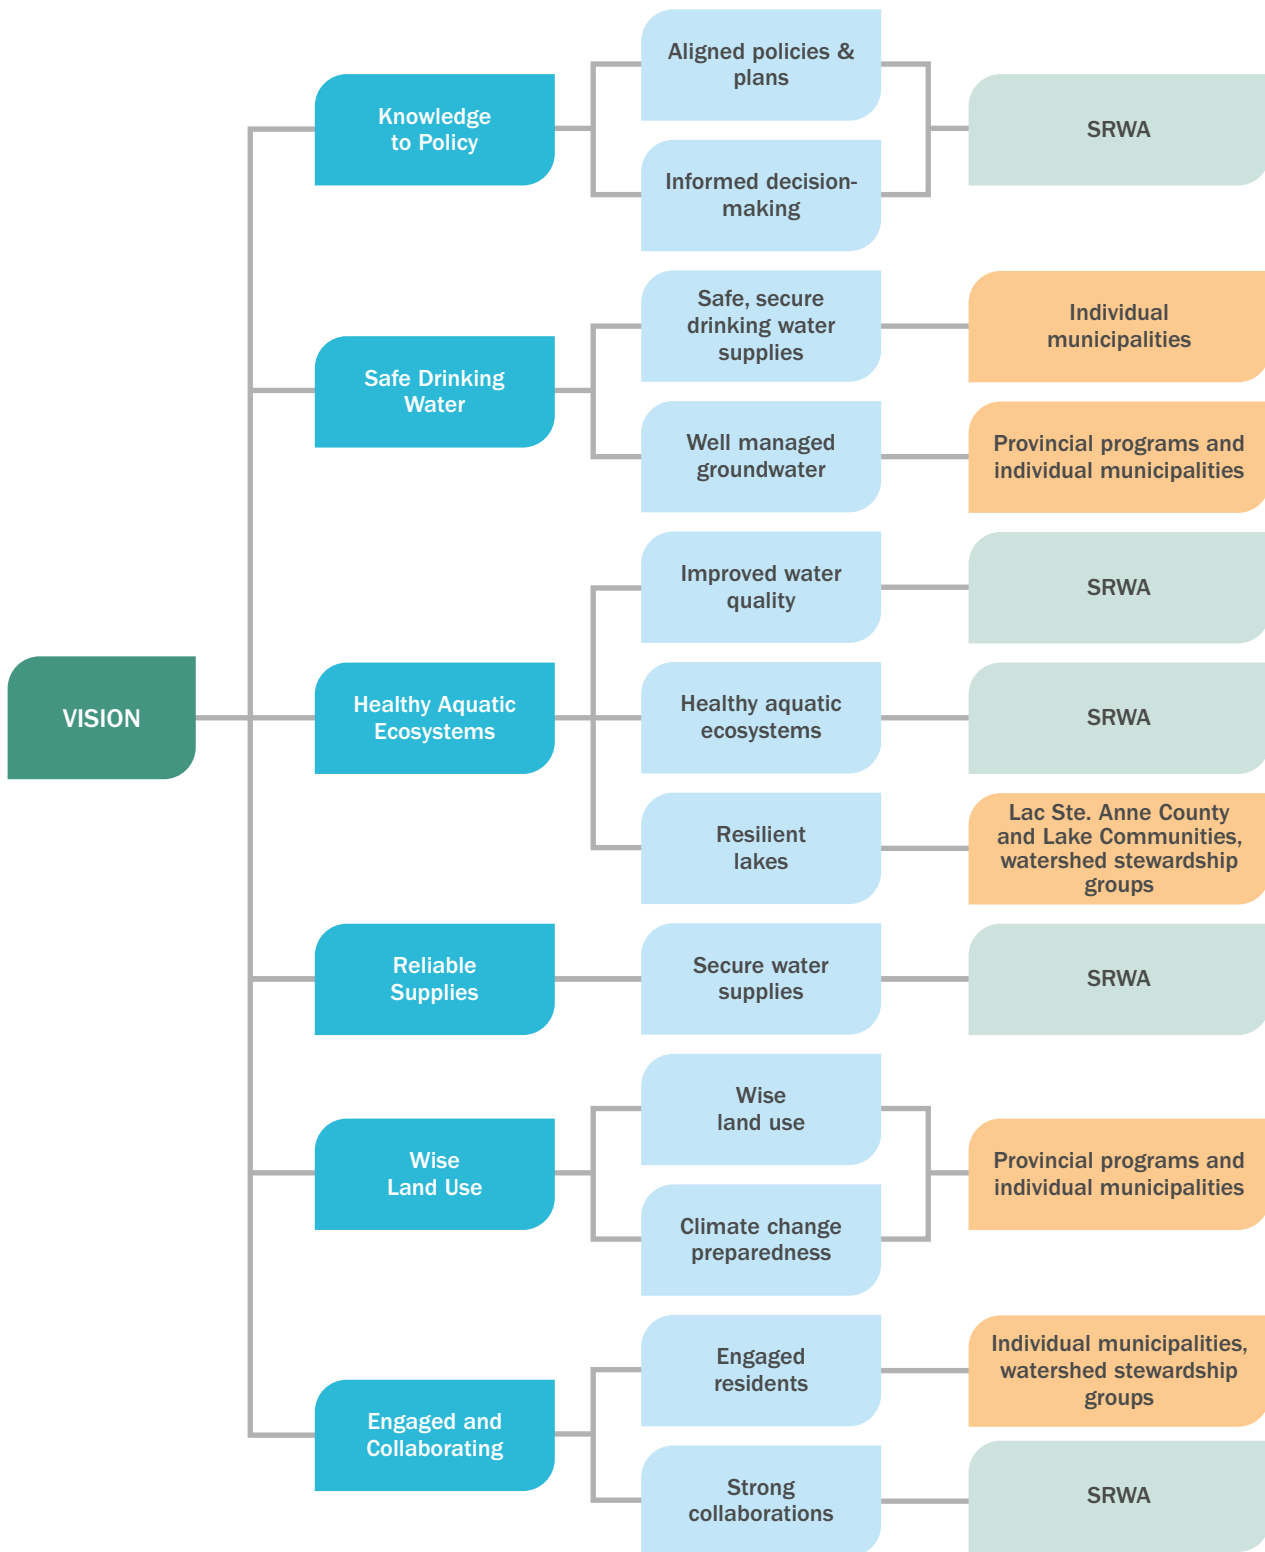 Aligned policies &
plans
Knowledge
to Policy
SRWA
Informed decision-
making
Safe, secure
drinking water
supplies
Individual
municipalities
Safe Drinking
Water
Well managed
groundwater
Provincial programs and
individual municipalities
Improved water
quality
SRWA
VISION
Healthy Aquatic
Ecosystems
Healthy aquatic
ecosystems
SRWA
Resilient
lakes
Lac Ste. Anne County
and Lake Communities,
watershed stewardship
groups
Reliable
Supplies
Secure water
supplies
SRWA
Wise
land use
Wise
Land Use
Provincial programs and
individual municipalities
Climate change
preparedness
Engaged
residents
Individual municipalities,
watershed stewardship
groups
Engaged and
Collaborating
Strong
collaborations
SRWA